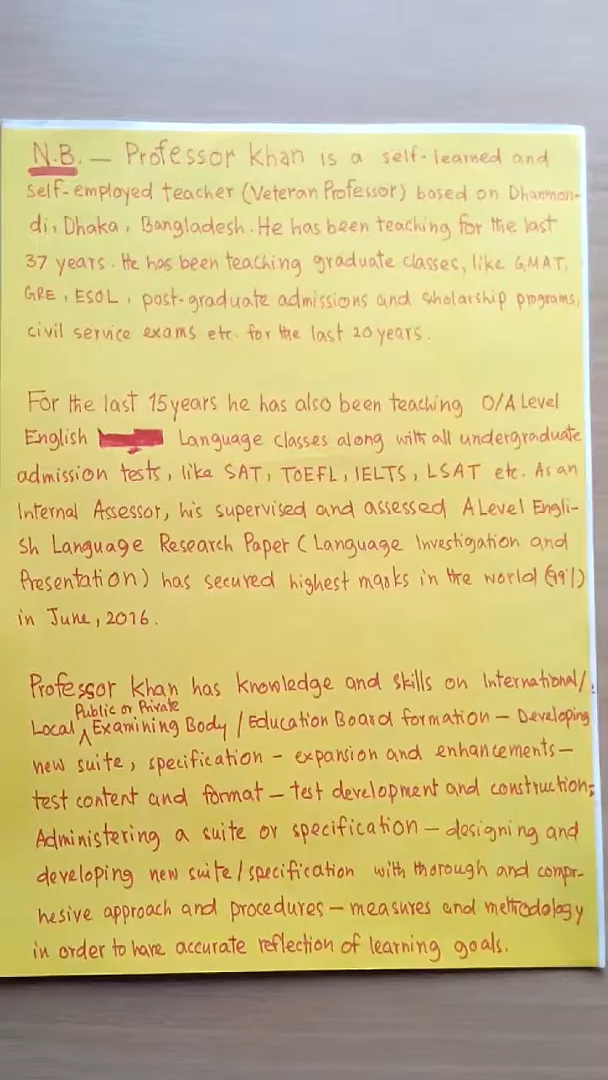 N.B. — Professor Khan is a self-learned and
self-employed teacher (Veteran Professor) based on Dhanmon-
di, Dhaka, Bangladesh. He has been teaching for the last
37 years. He has been teaching graduate classes, like GMAT,
GRE, ESOL, post-graduate admissions and scholarship programs,
civil service exams etc. for the last 20 years.
For the last 15 years he has also been teaching O/A Level
English Language classes along with all undergraduate
admission tests, like SAT, TOEFL, IELTS, LSAT etc. As an
Internal Assessor, his supervised and assessed A Level Engli-
sh Language Research Paper (Language Investigation and
Presentation) has secured highest marks in the world (99%)
in June, 2016.
Professor Khan has knowledge and skills on International/
Public or Private
Local Examining Body / Education Board formation — Developing
new suite, specification - expansion and enhancements —
test content and format — test development and construction;
Administering a suite or specification — designing and
developing new suite/specification with thorough and compr-
hesive approach and procedures — measures and methodology
in order to have accurate reflection of learning goals.